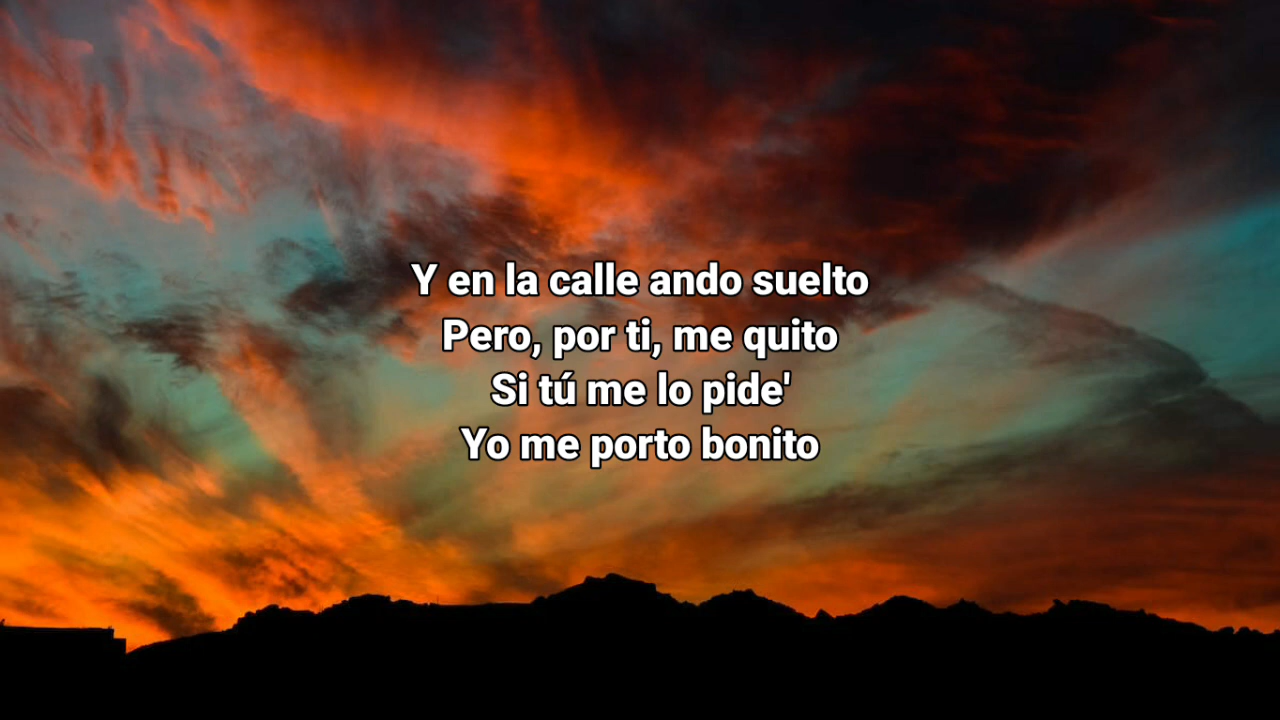 Y en la calle ando suelto
Pero, por ti, me quito
Si tú me lo pide'
Yo me porto bonito